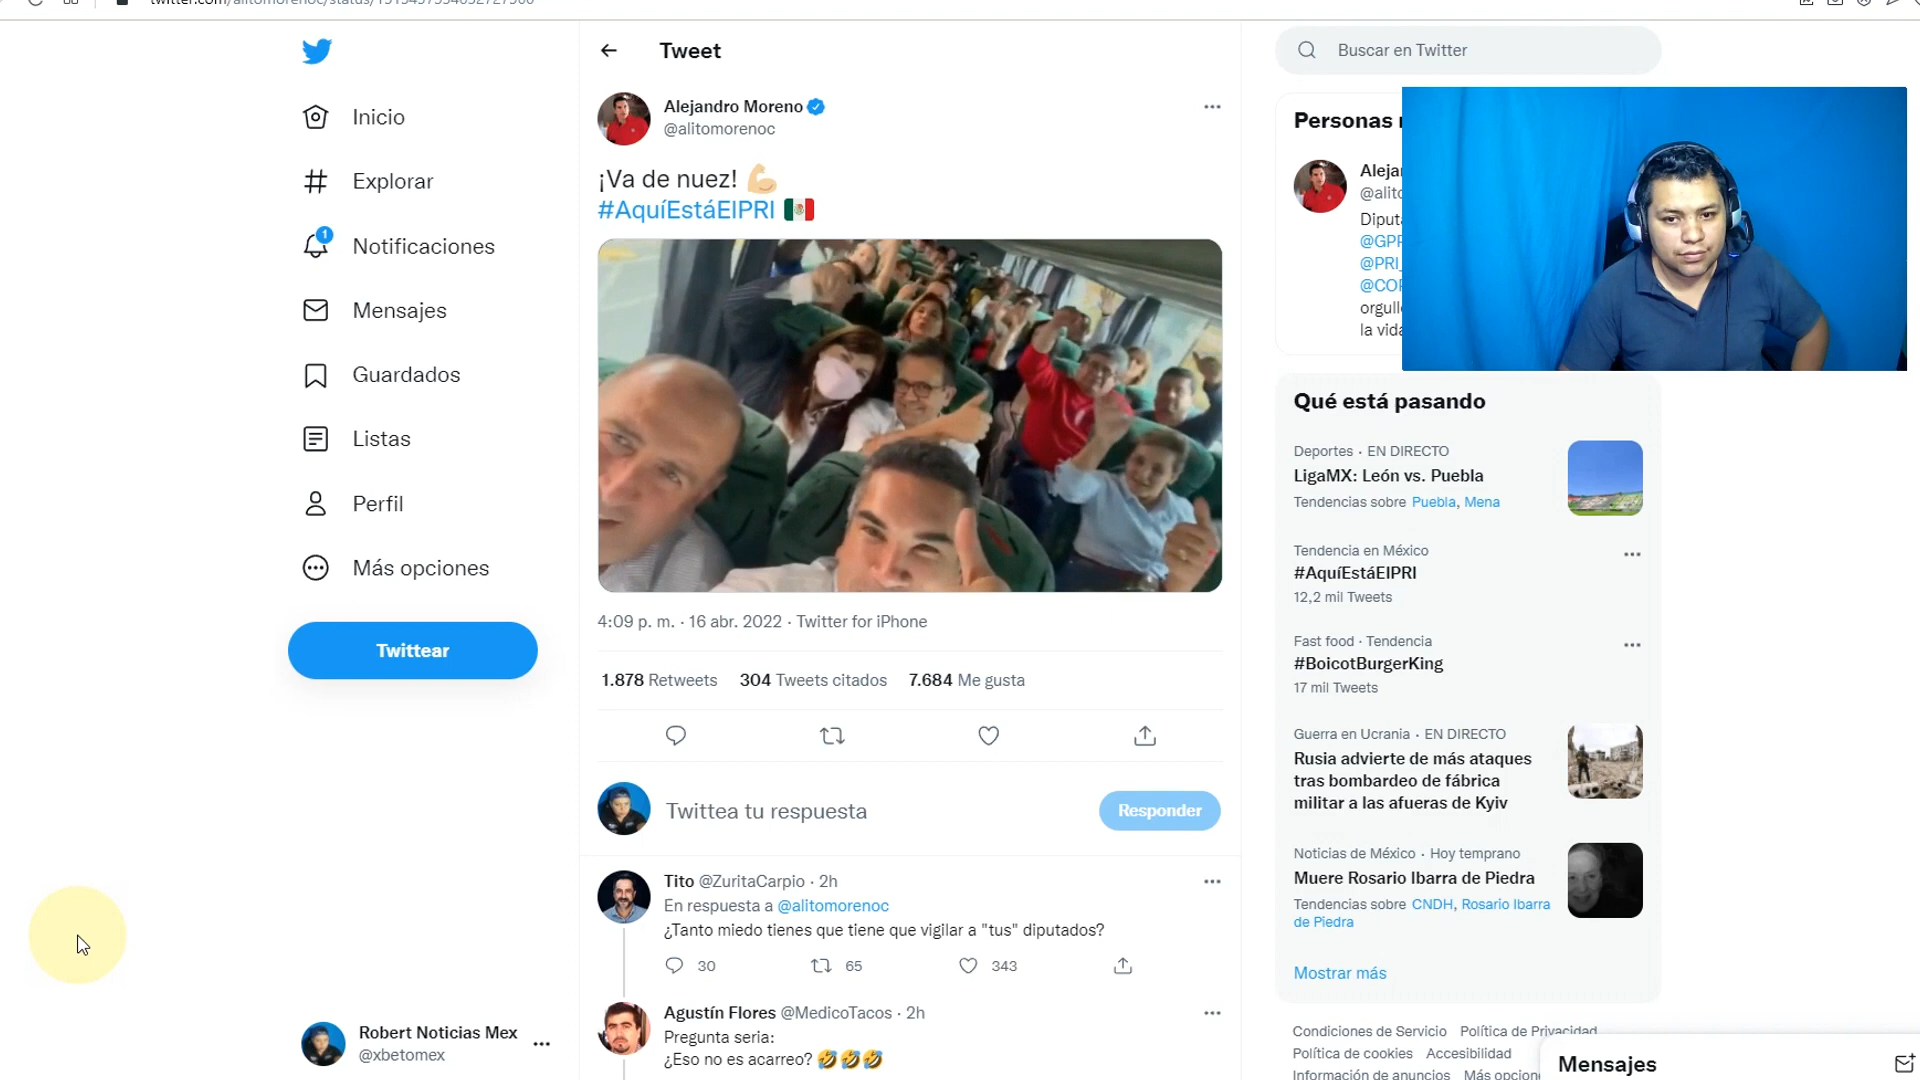 Tweet
Alejandro Moreno
@alitomorenoc
¡Va de nuez! 💪🏼
#AquíEstáElPRI 🇲🇽
4:09 p. m. · 16 abr. 2022 · Twitter for iPhone
1.878 Retweets 304 Tweets citados 7.684 Me gusta
Twittea tu respuesta
Responder
Tito @ZuritaCarpio · 2h
En respuesta a @alitomorenoc
¿Tanto miedo tienes que tiene que vigilar a "tus" diputados?
30 65 343
Agustín Flores @MedicoTacos · 2h
Pregunta seria:
¿Eso no es acarreo? 🤣🤣🤣
Inicio
Explorar
1
Notificaciones
Mensajes
Guardados
Listas
Perfil
Más opciones
Twittear
Robert Noticias Mex
@xbetomex
Buscar en Twitter
Personas
@PRI_
la vida
Qué está pasando
Deportes · EN DIRECTO
LigaMX: León vs. Puebla
Tendencias sobre Puebla, Mena
Tendencia en México
#AquíEstáElPRI
12,2 mil Tweets
Fast food · Tendencia
#BoicotBurgerKing
17 mil Tweets
Guerra en Ucrania · EN DIRECTO
Rusia advierte de más ataques
tras bombardeo de fábrica
militar a las afueras de Kyiv
Noticias de México · Hoy temprano
Muere Rosario Ibarra de Piedra
Tendencias sobre CNDH, Rosario Ibarra
de Piedra
Mostrar más
Condiciones de Servicio Política de Privacidad
Política de cookies Accesibilidad
Información de anuncios Más
Mensajes